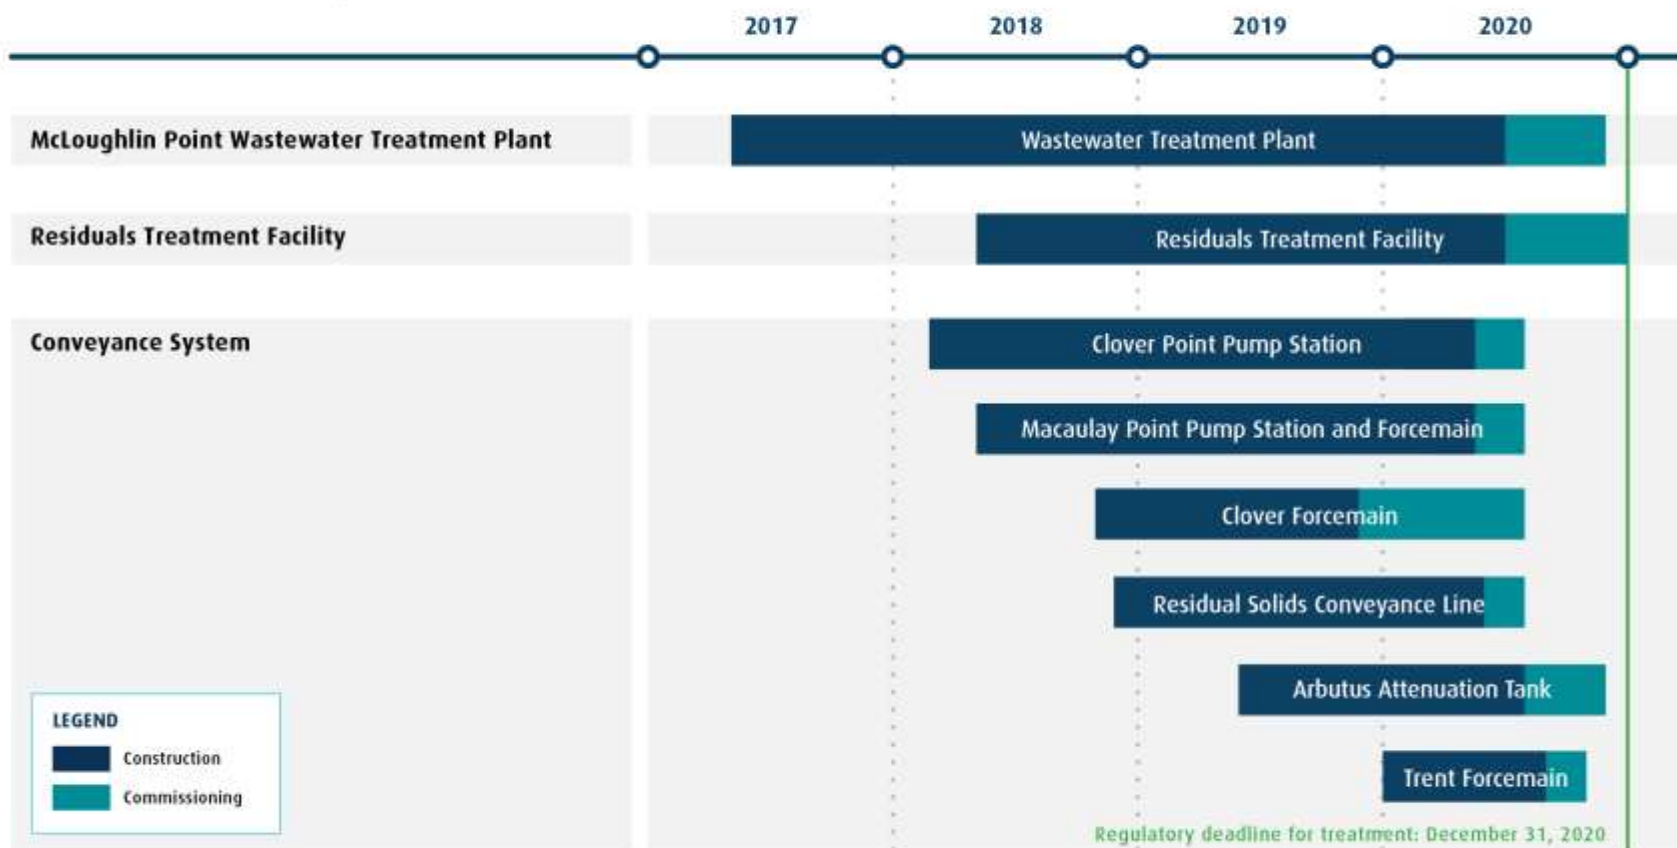 2017 2018 2019 2020
McLoughlin Point Wastewater Treatment Plant
Wastewater Treatment Plant
Residuals Treatment Facility
Residuals Treatment Facility
Conveyance System
Clover Point Pump Station
Macaulay Point Pump Station and Forcemain
Clover Forcemain
Residual Solids Conveyance Line
Arbutus Attenuation Tank
Trent Forcemain
LEGEND
Construction
Commissioning
Regulatory deadline for treatment: December 31, 2020